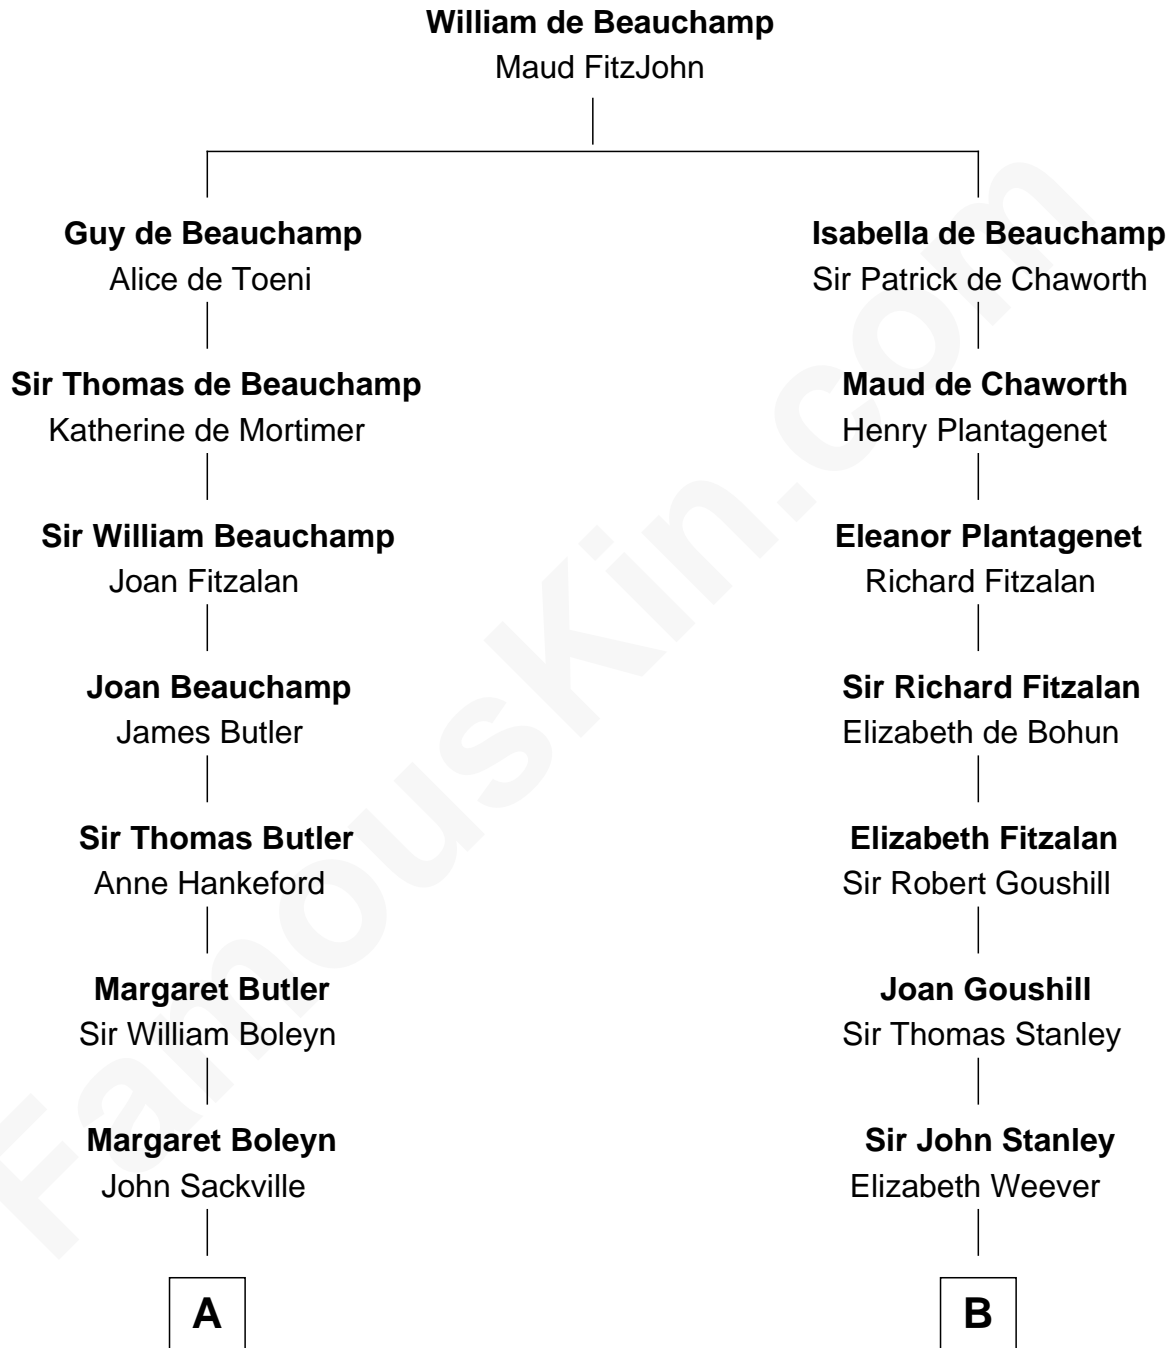 William de Beauchamp
Maud FitzJohn
Guy de Beauchamp
Alice de Toeni
Isabella de Beauchamp
Sir Patrick de Chaworth
Sir Thomas de Beauchamp
Katherine de Mortimer
Maud de Chaworth
Henry Plantagenet
Sir William Beauchamp
Joan Fitzalan
Eleanor Plantagenet
Richard Fitzalan
Joan Beauchamp
James Butler
Sir Richard Fitzalan
Elizabeth de Bohun
Sir Thomas Butler
Anne Hankeford
Elizabeth Fitzalan
Sir Robert Goushill
Margaret Butler
Sir William Boleyn
Joan Goushill
Sir Thomas Stanley
Margaret Boleyn
John Sackville
Sir John Stanley
Elizabeth Weever
A
B
FamousKin.com